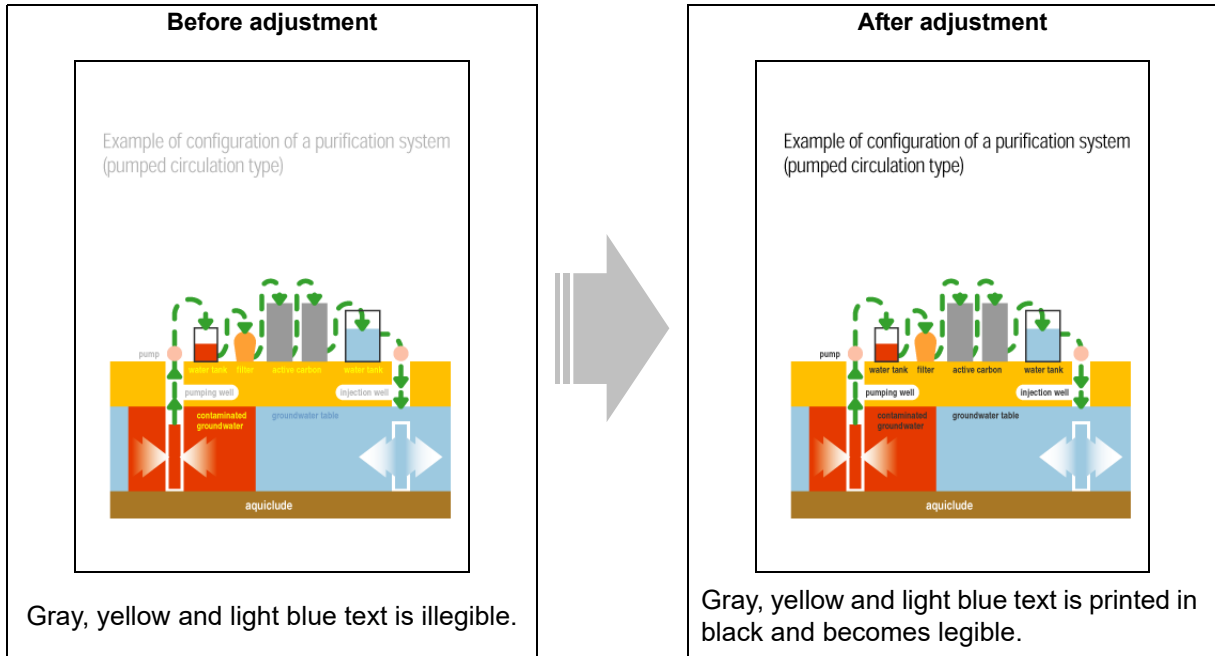 Before adjustment
Example of configuration of a purification system
(pumped circulation type)
pump
water tank
filter
active carbon
water tank
pumping well
injection well
contaminated
groundwater
groundwater table
aquiclude
Gray, yellow and light blue text is illegible.
After adjustment
Example of configuration of a purification system
(pumped circulation type)
pump
water tank
filter
active carbon
water tank
pumping well
injection well
contaminated
groundwater
groundwater table
aquiclude
Gray, yellow and light blue text is printed in
black and becomes legible.